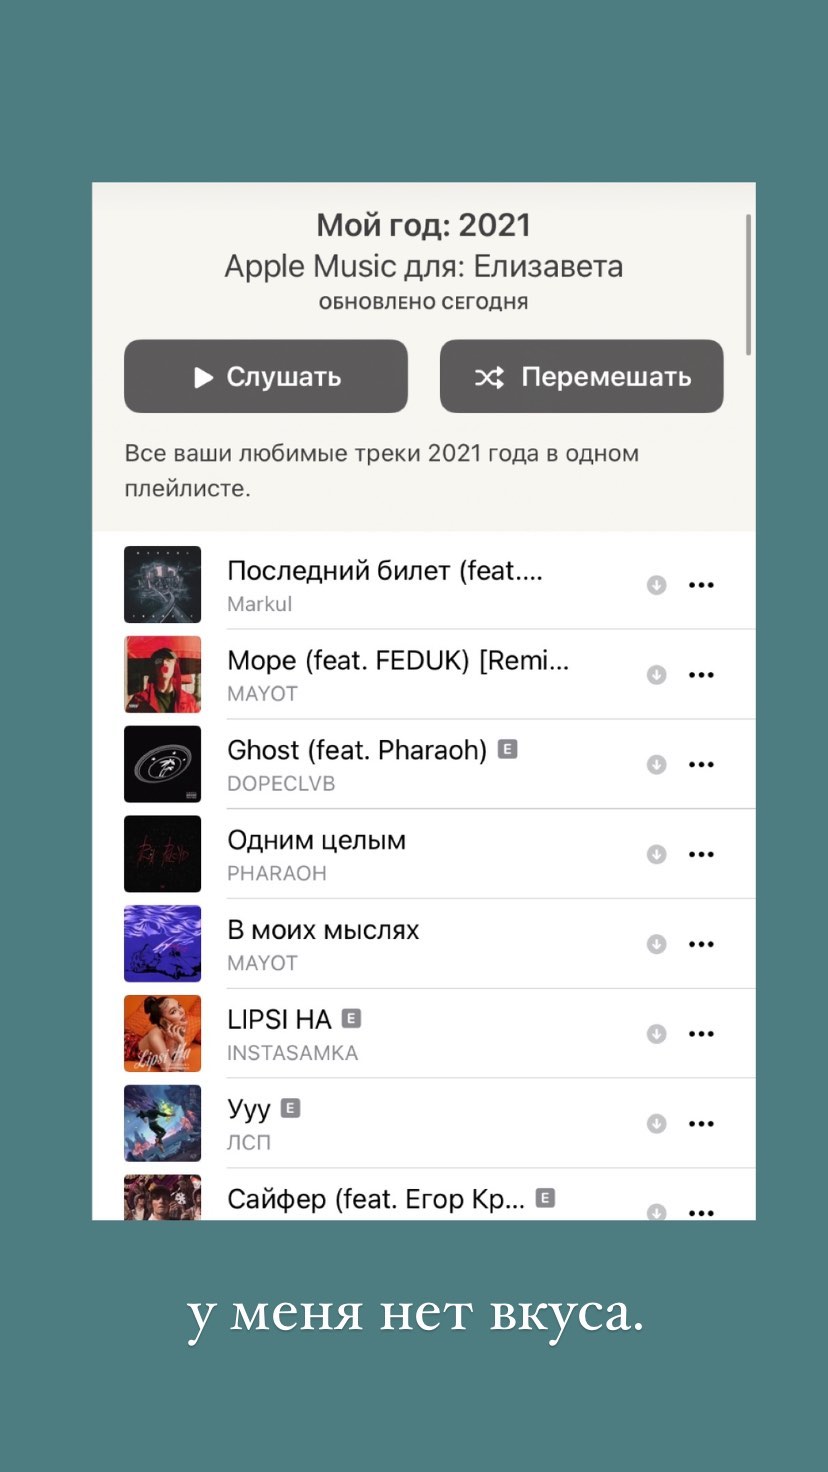 Мой год: 2021
Apple Music для: Елизавета
ОБНОВЛЕНО СЕГОДНЯ
Слушать
Перемешать
Все ваши любимые треки 2021 года в одном
плейлисте.
Последний билет (feat....
Markul
Море (feat. FEDUK) [Remi...
MAYOT
Ghost (feat. Pharaoh) E
DOPECLVB
Одним целым
PHARAOH
В моих мыслях
MAYOT
LIPSI HA E
INSTASAMKA
Lipsi Ha
Ууу E
ЛСП
Сайфер (feat. Егор Кр... E
у меня нет вкуса.